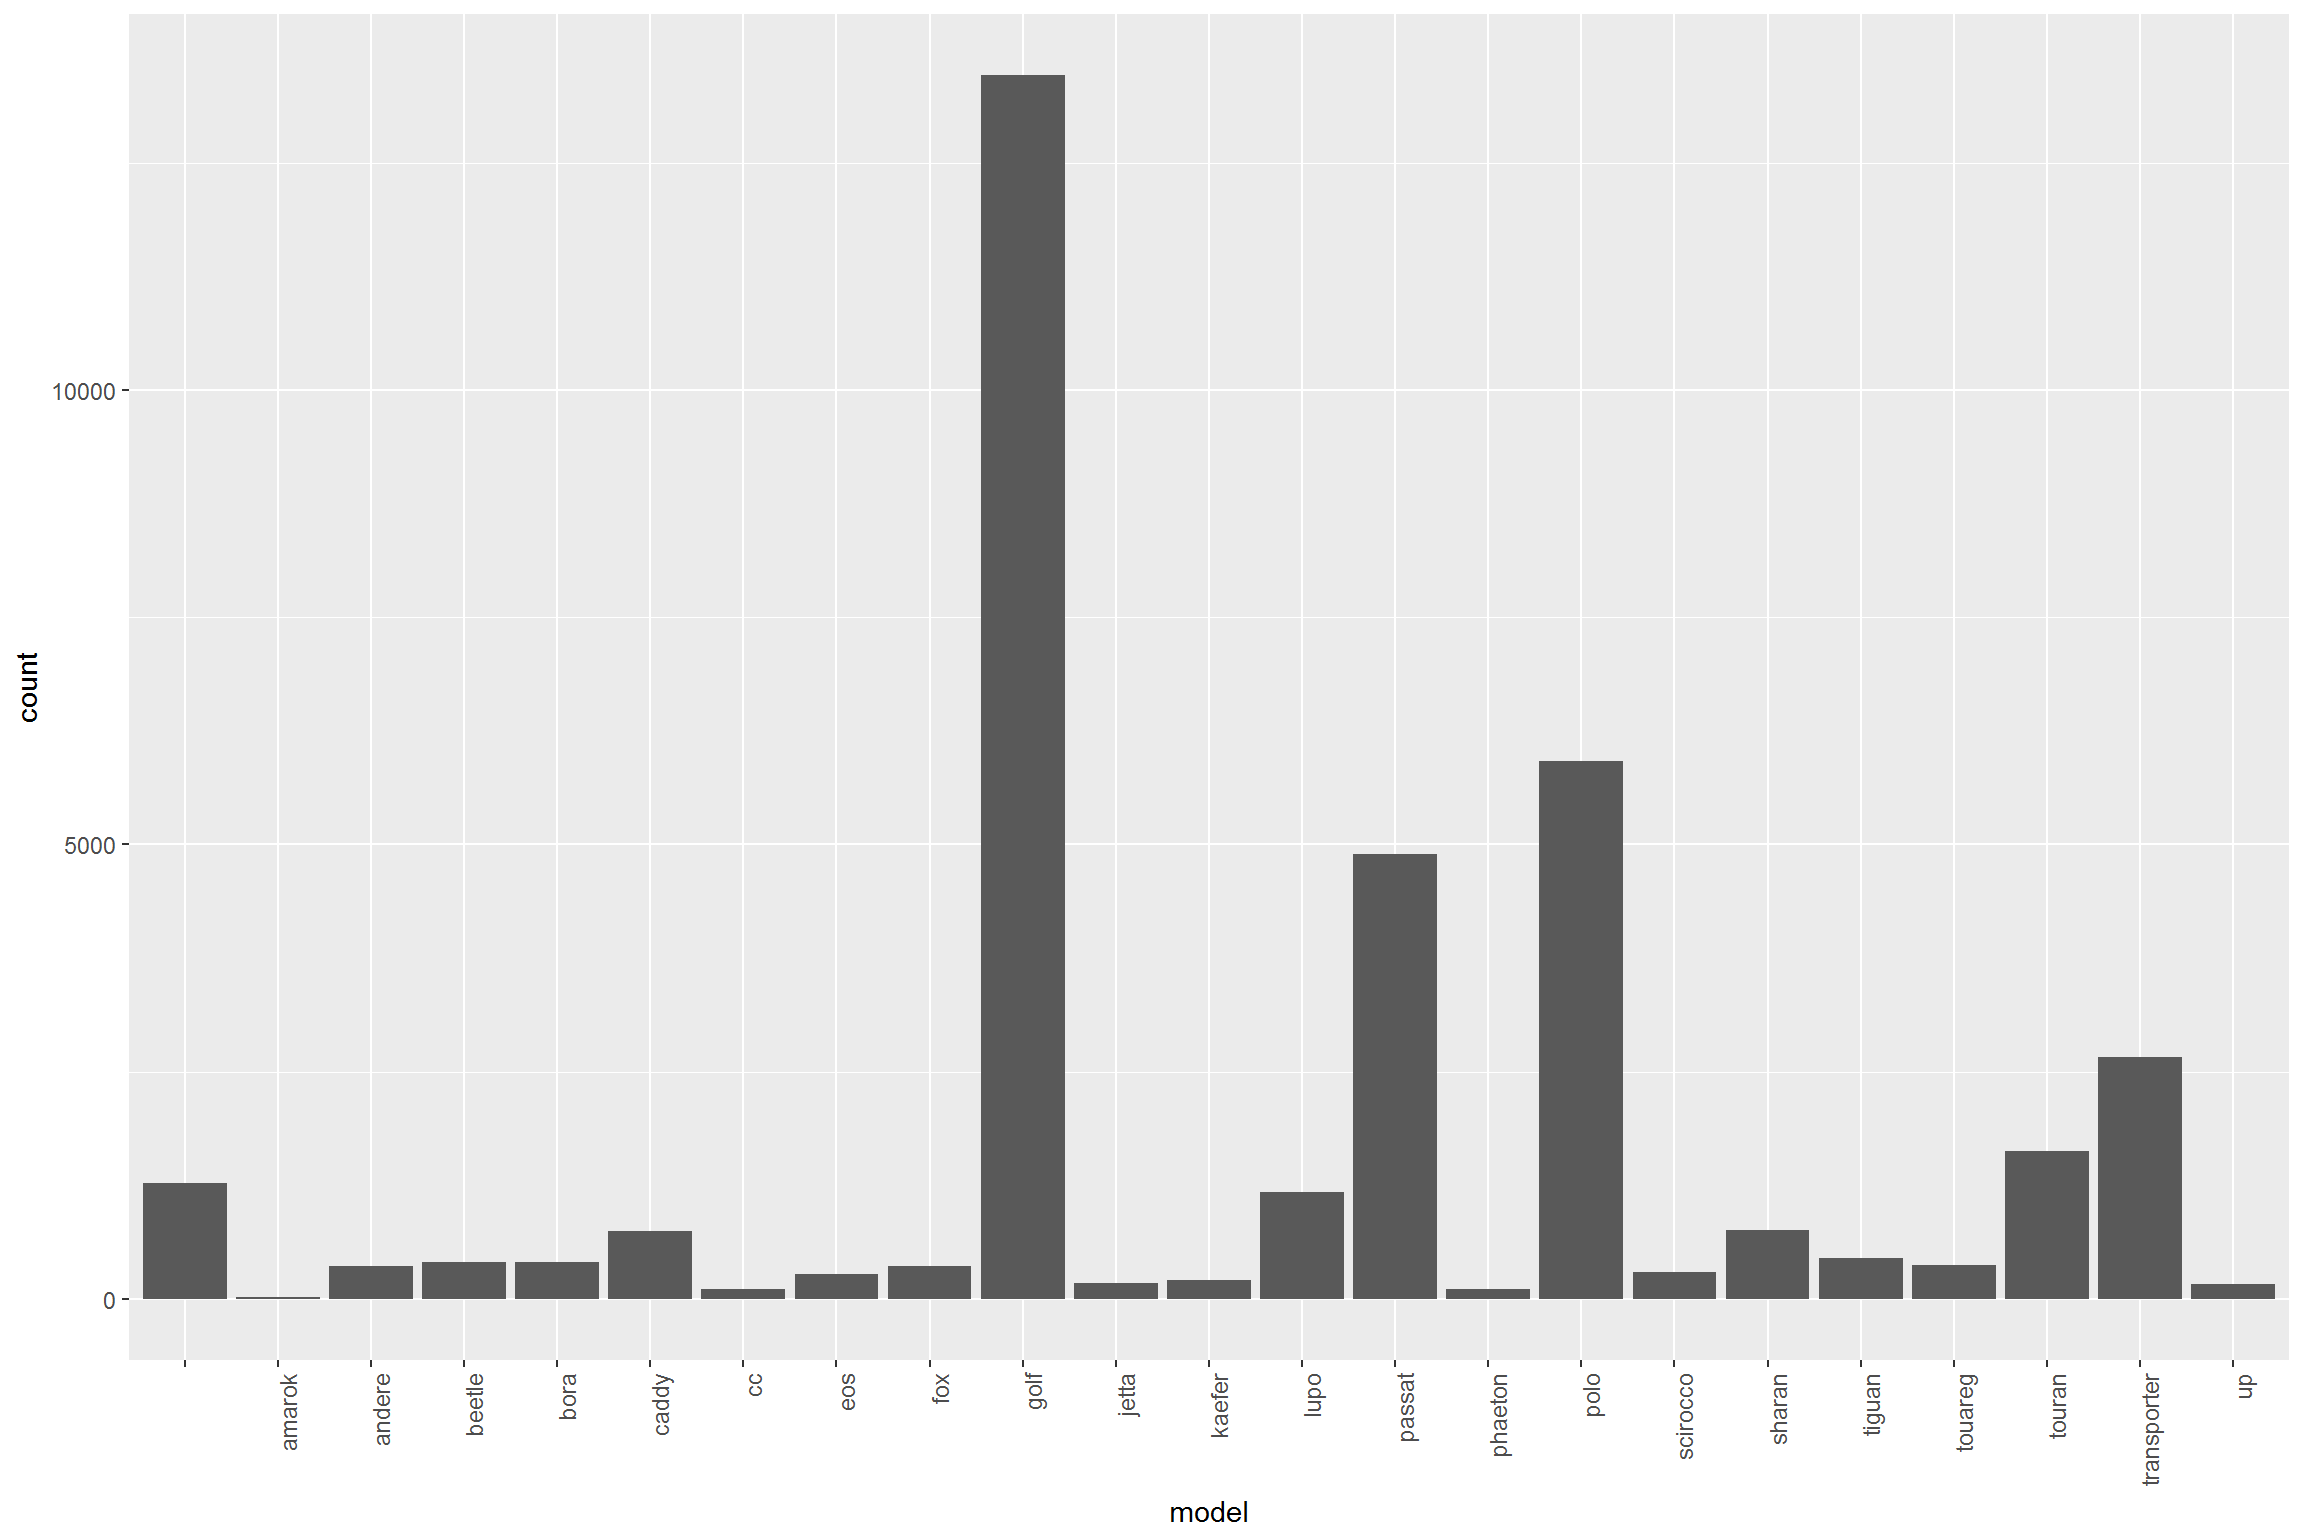 count
10000
5000
0
amarok
andere
beetle
bora
caddy
cc
eos
fox
golf
jetta
kaefer
lupo
passat
phaeton
polo
scirocco
sharan
tiguan
touareg
touran
transporter
up
model